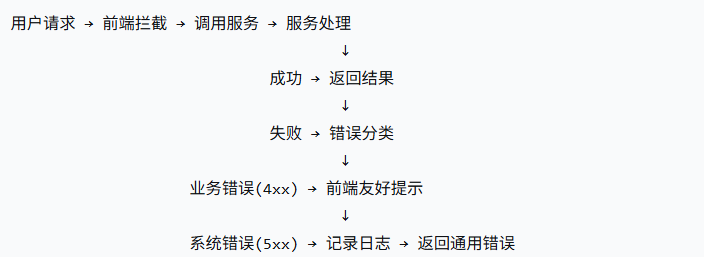 用户请求 → 前端拦截 → 调用服务 → 服务处理
↓
成功 → 返回结果
↓
失败 → 错误分类
↓
业务错误(4xx) → 前端友好提示
↓
系统错误(5xx) → 记录日志 → 返回通用错误